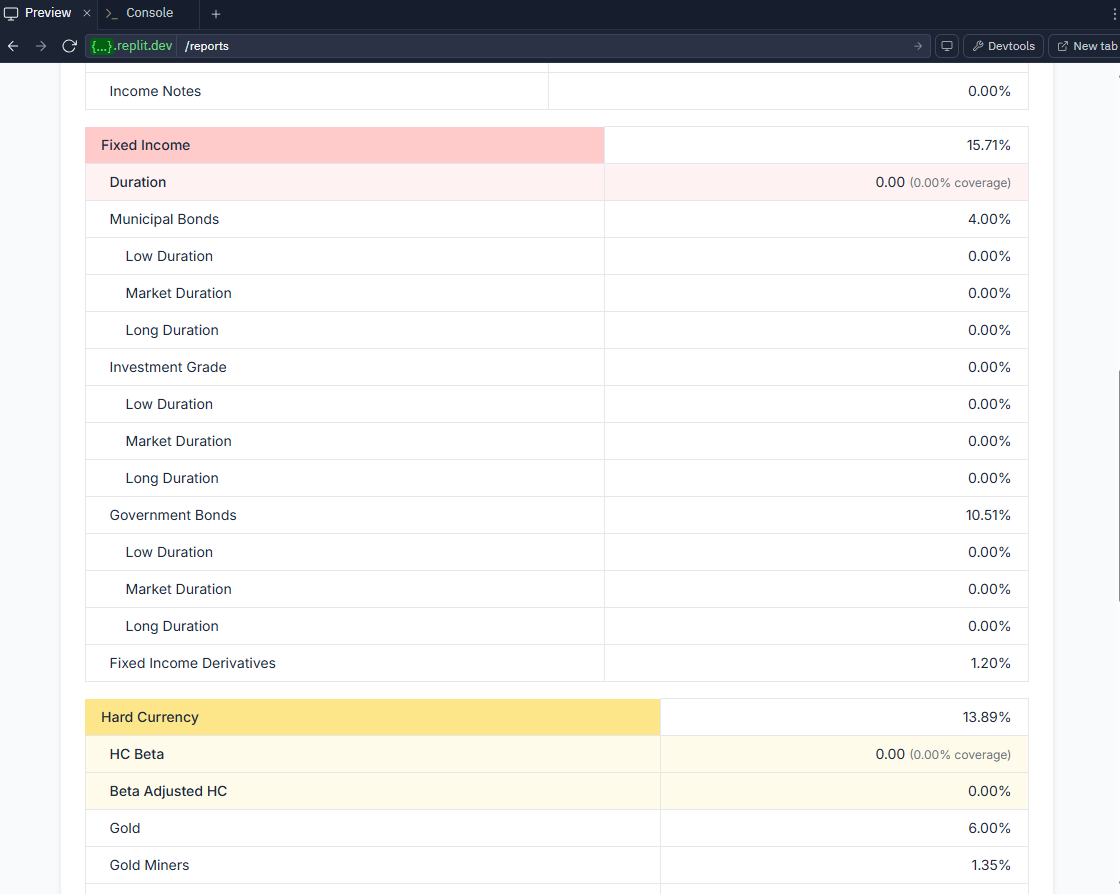 Preview × >_ Console +
{...}.replit.dev /reports → Devtools New tab
Income Notes 0.00%
Fixed Income 15.71%
Duration 0.00 (0.00% coverage)
Municipal Bonds 4.00%
Low Duration 0.00%
Market Duration 0.00%
Long Duration 0.00%
Investment Grade 0.00%
Low Duration 0.00%
Market Duration 0.00%
Long Duration 0.00%
Government Bonds 10.51%
Low Duration 0.00%
Market Duration 0.00%
Long Duration 0.00%
Fixed Income Derivatives 1.20%
Hard Currency 13.89%
HC Beta 0.00 (0.00% coverage)
Beta Adjusted HC 0.00%
Gold 6.00%
Gold Miners 1.35%